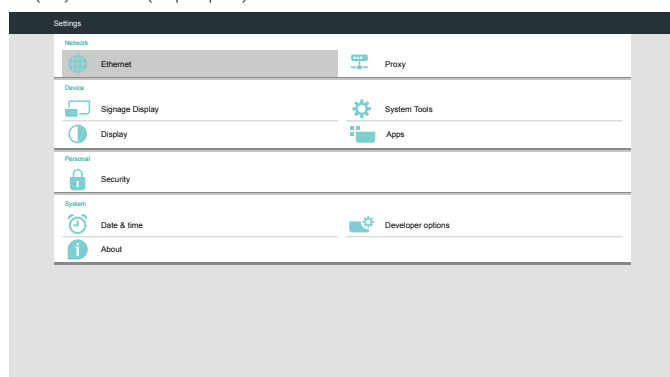 Settings
Network
Ethernet
Proxy
Device
Signage Display
System Tools
Display
Apps
Personal
Security
System
Date & time
Developer options
About